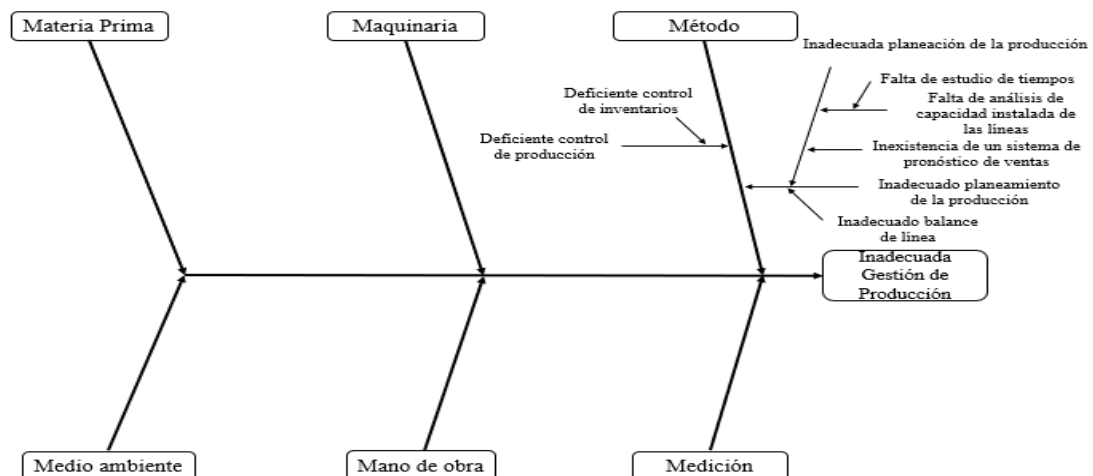 Materia Prima
Maquinaria
Método
Inadecuada planeación de la producción
Falta de estudio de tiempos
Deficiente control
de inventarios
Falta de análisis de
capacidad instalada de
las líneas
Deficiente control
de producción
Inexistencia de un sistema de
pronóstico de ventas
Inadecuado planeamiento
de la producción
Inadecuado balance
de línea
Inadecuada
Gestión de
Producción
Medio ambiente
Mano de obra
Medición